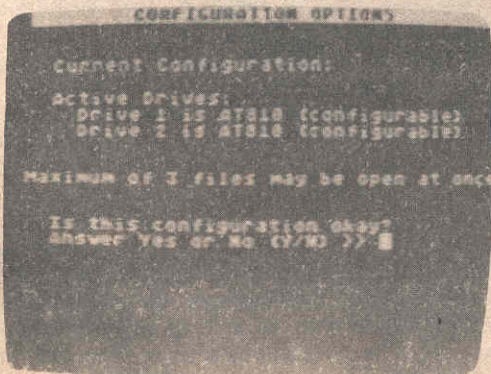 CONFIGURATION OPTIONS
Current Configuration:
Active Drives:
Drive 1 is AT810 (configurable)
Drive 2 is AT810 (configurable)
Maximum of 3 files may be open at once
Is this configuration okay?
Answer Yes or No (Y/N) >>